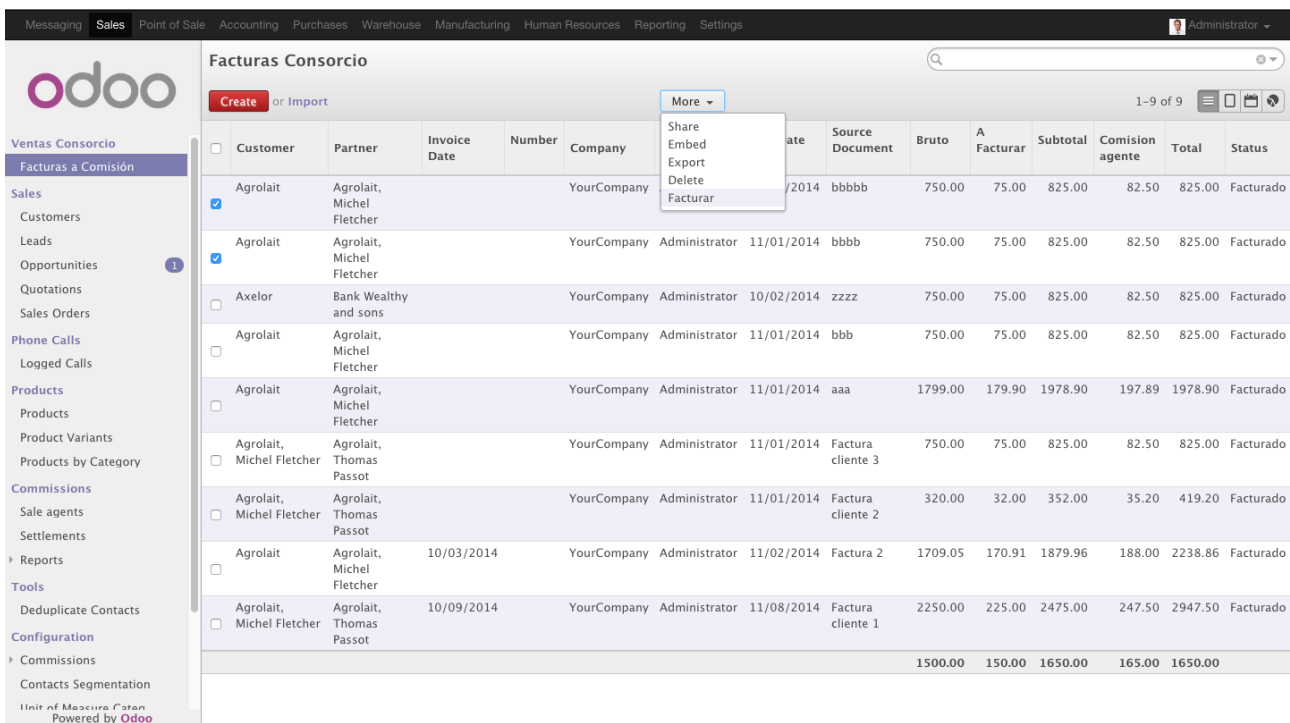 Messaging Sales Point of Sale Accounting Purchases Warehouse Manufacturing Human Resources Reporting Settings Administrator
odoo
Ventas Consorcio
Facturas a Comisión
Sales
Customers
Leads
Opportunities 1
Quotations
Sales Orders
Phone Calls
Logged Calls
Products
Products
Product Variants
Products by Category
Commissions
Sale agents
Settlements
Reports
Tools
Deduplicate Contacts
Configuration
Commissions
Contacts Segmentation
Unit of Measure Categ
Powered by Odoo
Facturas Consorcio
Create or Import More 1-9 of 9
Share
Embed
Export
Delete
Facturar
Customer Partner Invoice Date Number Company ate Source Document Bruto A Facturar Subtotal Comision agente Total Status
Agrolait Agrolait, Michel Fletcher YourCompany /2014 bbbbb 750.00 75.00 825.00 82.50 825.00 Facturado
Agrolait Agrolait, Michel Fletcher YourCompany Administrator 11/01/2014 bbbb 750.00 75.00 825.00 82.50 825.00 Facturado
Axelor Bank Wealthy and sons YourCompany Administrator 10/02/2014 zzzz 750.00 75.00 825.00 82.50 825.00 Facturado
Agrolait Agrolait, Michel Fletcher YourCompany Administrator 11/01/2014 bbb 750.00 75.00 825.00 82.50 825.00 Facturado
Agrolait Agrolait, Michel Fletcher YourCompany Administrator 11/01/2014 aaa 1799.00 179.90 1978.90 197.89 1978.90 Facturado
Agrolait, Michel Fletcher Agrolait, Thomas Passot YourCompany Administrator 11/01/2014 Factura cliente 3 750.00 75.00 825.00 82.50 825.00 Facturado
Agrolait, Michel Fletcher Agrolait, Thomas Passot YourCompany Administrator 11/01/2014 Factura cliente 2 320.00 32.00 352.00 35.20 419.20 Facturado
Agrolait Agrolait, Michel Fletcher 10/03/2014 YourCompany Administrator 11/02/2014 Factura 2 1709.05 170.91 1879.96 188.00 2238.86 Facturado
Agrolait, Michel Fletcher Agrolait, Thomas Passot 10/09/2014 YourCompany Administrator 11/08/2014 Factura cliente 1 2250.00 225.00 2475.00 247.50 2947.50 Facturado
1500.00 150.00 1650.00 165.00 1650.00